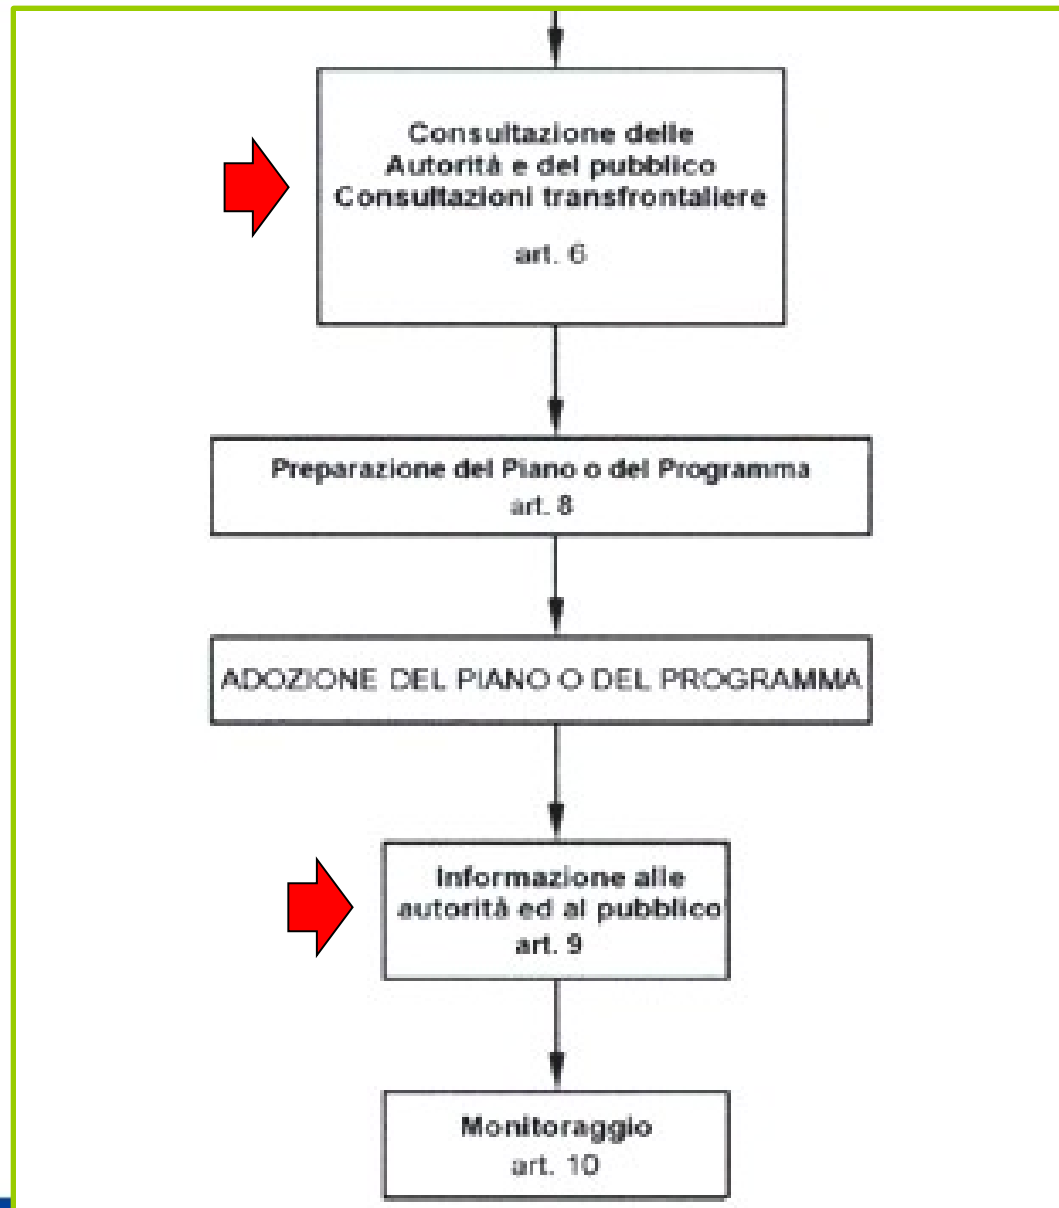 Consultazione delle
Autorità e del pubblico
Consultazioni transfrontaliere
art. 6
Preparazione del Piano o del Programma
art. 8
ADOZIONE DEL PIANO O DEL PROGRAMMA
Informazione alle
autorità ed al pubblico
art. 9
Monitoraggio
art. 10